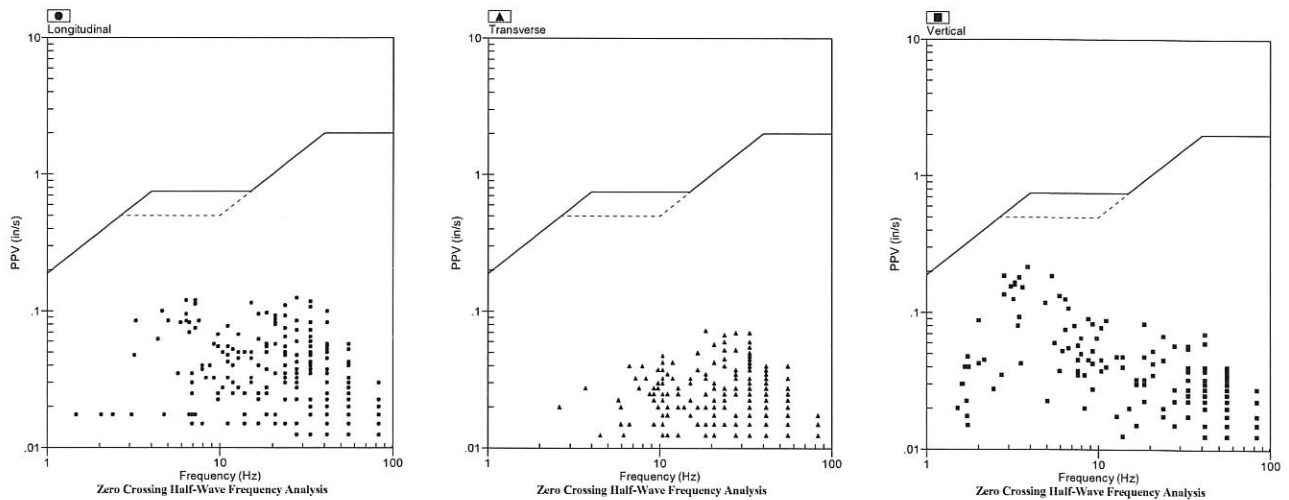 Longitudinal
10
1
.1
.01
PPV (in/s)
1
10
100
Frequency (Hz)
Zero Crossing Half-Wave Frequency Analysis
Transverse
10
1
.1
.01
PPV (in/s)
1
10
100
Frequency (Hz)
Zero Crossing Half-Wave Frequency Analysis
Vertical
10
1
.1
.01
PPV (in/s)
1
10
100
Frequency (Hz)
Zero Crossing Half-Wave Frequency Analysis